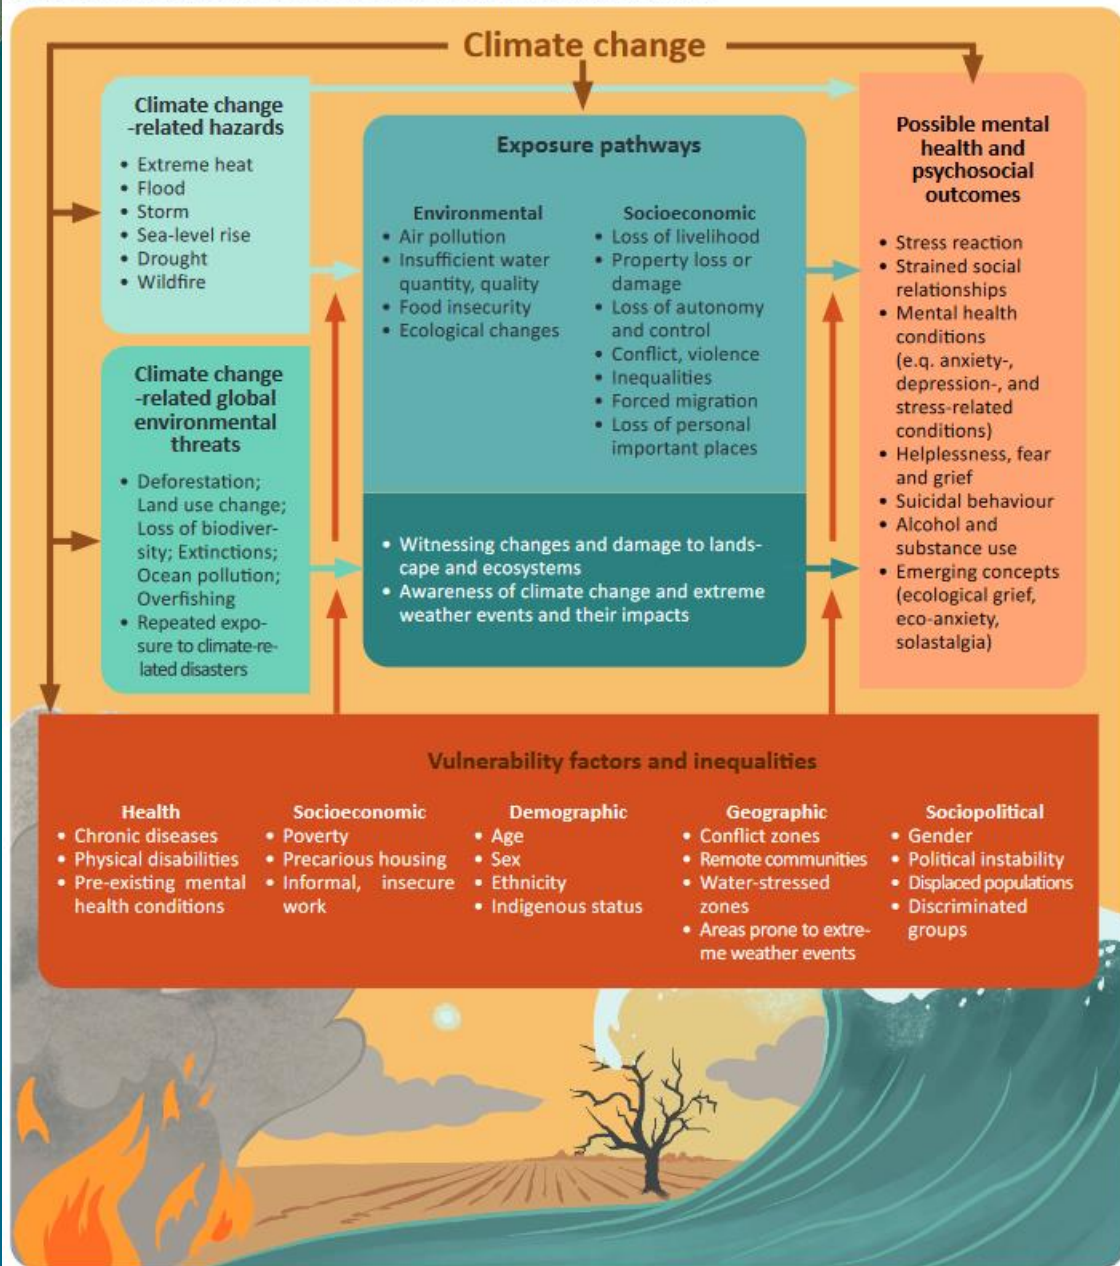 Climate change
Climate change
-related hazards
• Extreme heat
• Flood
• Storm
• Sea-level rise
• Drought
• Wildfire
Climate change
-related global
environmental
threats
• Deforestation;
Land use change;
Loss of biodiver-
sity; Extinctions;
Ocean pollution;
Overfishing
• Repeated expo-
sure to climate-re-
lated disasters
Exposure pathways
Environmental
• Air pollution
• Insufficient water
quantity, quality
• Food insecurity
• Ecological changes
Socioeconomic
• Loss of livelihood
• Property loss or
damage
• Loss of autonomy
and control
• Conflict, violence
• Inequalities
• Forced migration
• Loss of personal
important places
• Witnessing changes and damage to lands-
cape and ecosystems
• Awareness of climate change and extreme
weather events and their impacts
Possible mental
health and
psychosocial
outcomes
• Stress reaction
• Strained social
relationships
• Mental health
conditions
(e.q. anxiety-,
depression-, and
stress-related
conditions)
• Helplessness, fear
and grief
• Suicidal behaviour
• Alcohol and
substance use
• Emerging concepts
(ecological grief,
eco-anxiety,
solastalgia)
Vulnerability factors and inequalities
Health
• Chronic diseases
• Physical disabilities
• Pre-existing mental
health conditions
Socioeconomic
• Poverty
• Precarious housing
• Informal, insecure
work
Demographic
• Age
• Sex
• Ethnicity
• Indigenous status
Geographic
• Conflict zones
• Remote communities
• Water-stressed
zones
• Areas prone to extre-
me weather events
Sociopolitical
• Gender
• Political instability
• Displaced populations
• Discriminated
groups